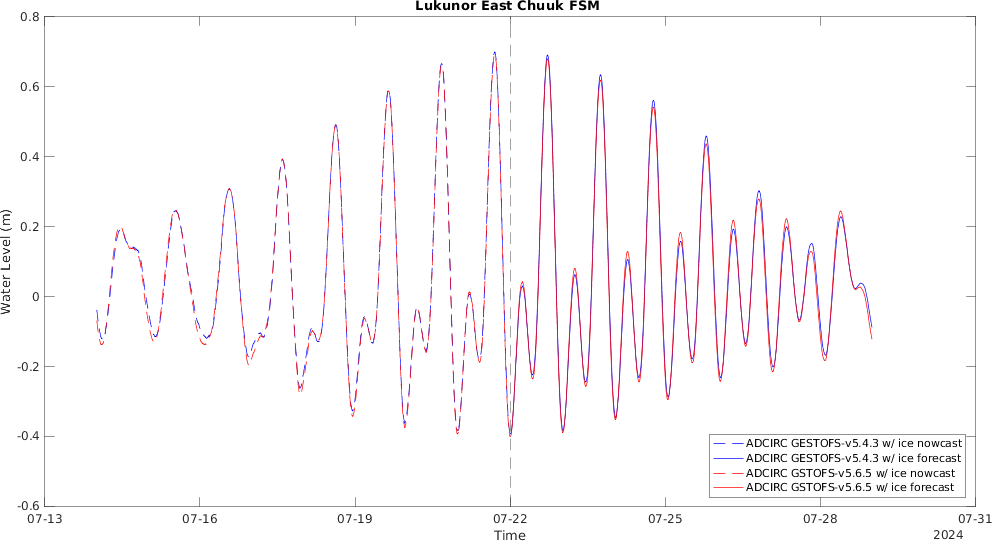 Lukunor East Chuuk FSM
0.8
0.6
0.4
0.2
0
-0.2
-0.4
-0.6
Water Level (m)
07-13 07-16 07-19 07-22 07-25 07-28 07-31
Time
2024
ADCIRC GESTOFS-v5.4.3 w/ ice nowcast
ADCIRC GESTOFS-v5.4.3 w/ ice forecast
ADCIRC GSTOFS-v5.6.5 w/ ice nowcast
ADCIRC GSTOFS-v5.6.5 w/ ice forecast